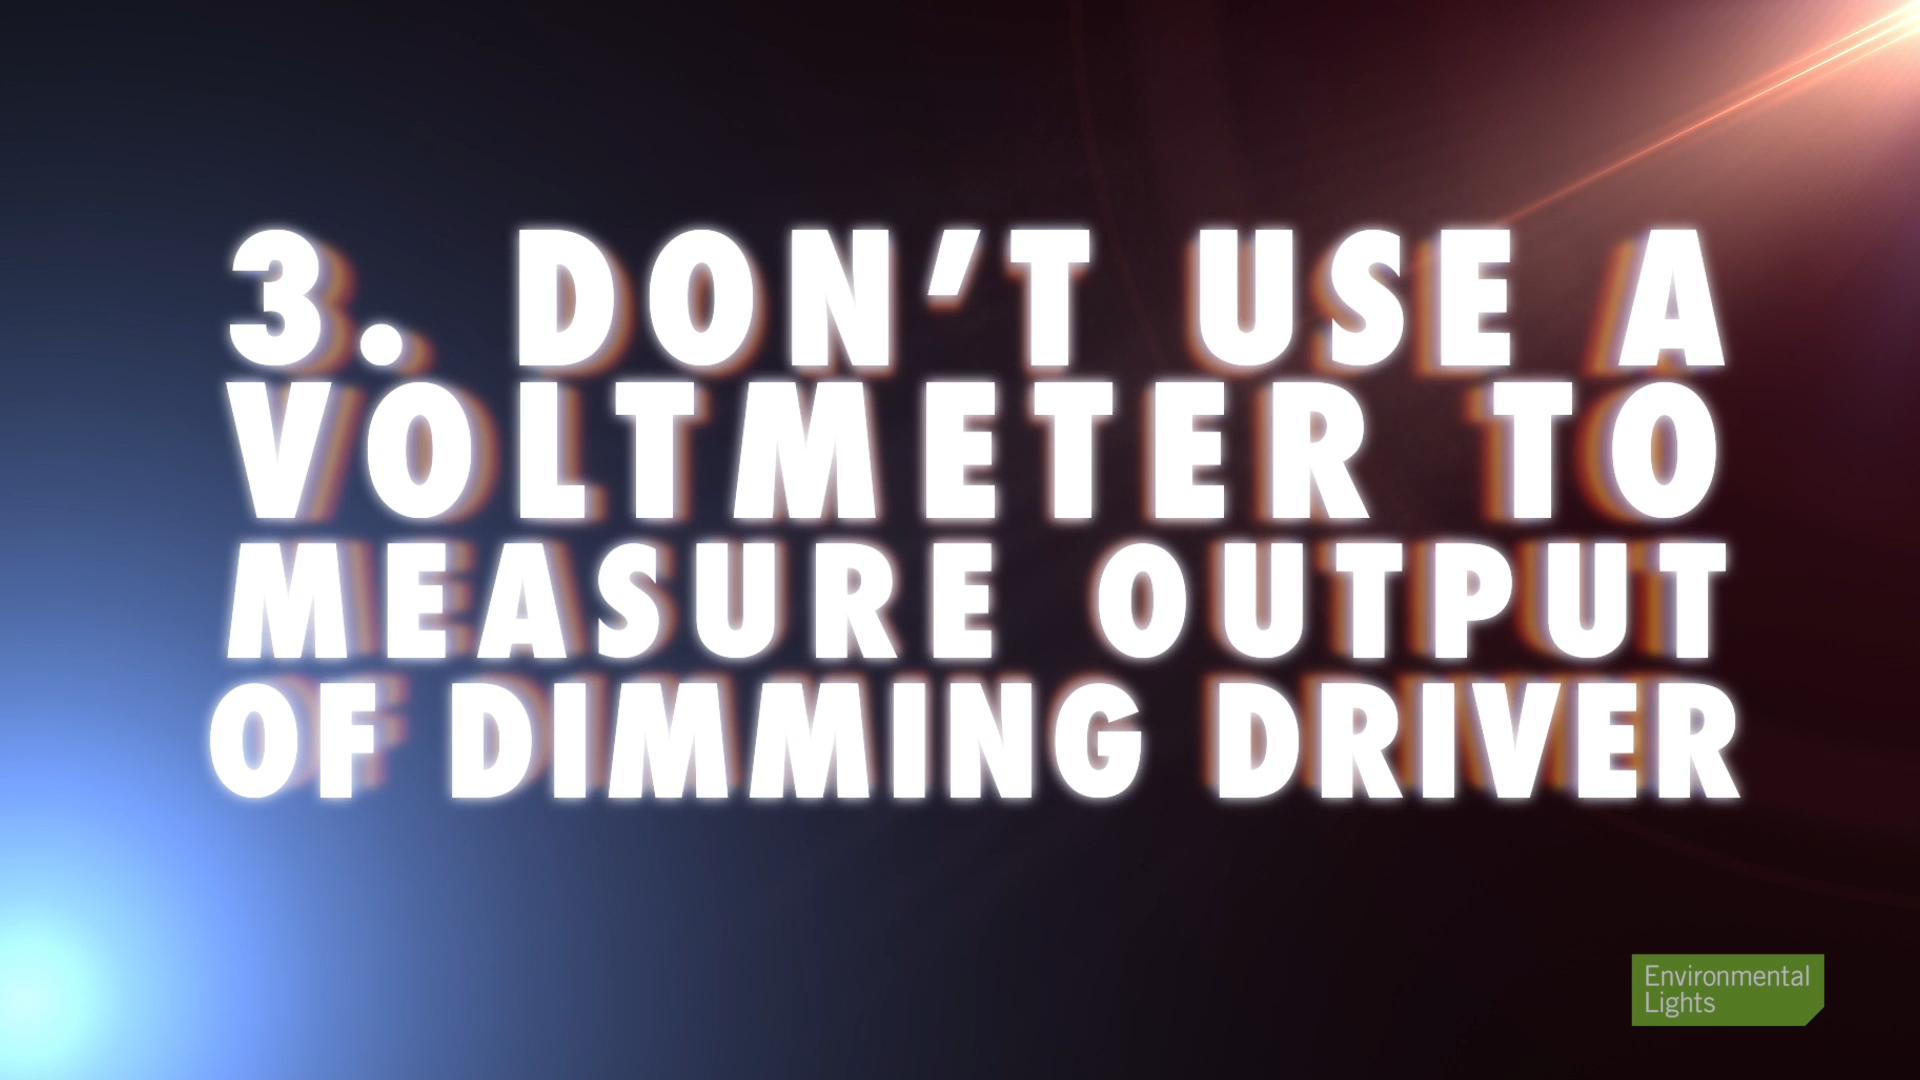 3. DON’T USE A
VOLTMETER TO
MEASURE OUTPUT
OF DIMMING DRIVER
Environmental
Lights